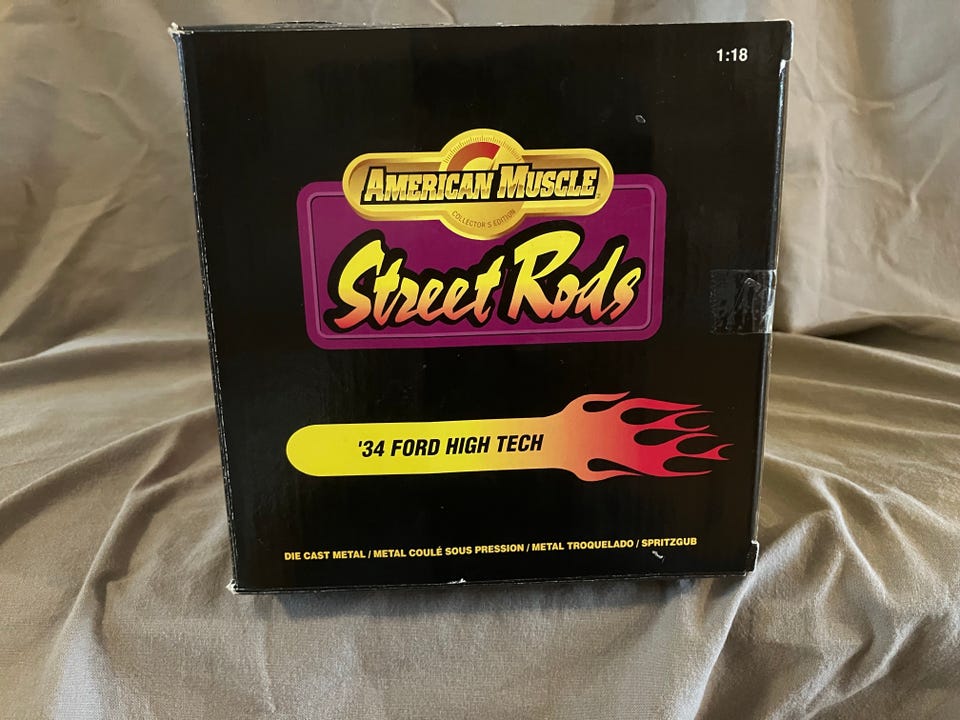 1:18
AMERICAN MUSCLE
COLLECTOR'S EDITION
Street Rods
'34 FORD HIGH TECH
DIE CAST METAL / METAL COULÉ SOUS PRESSION / METAL TROQUELADO / SPRITZGUB